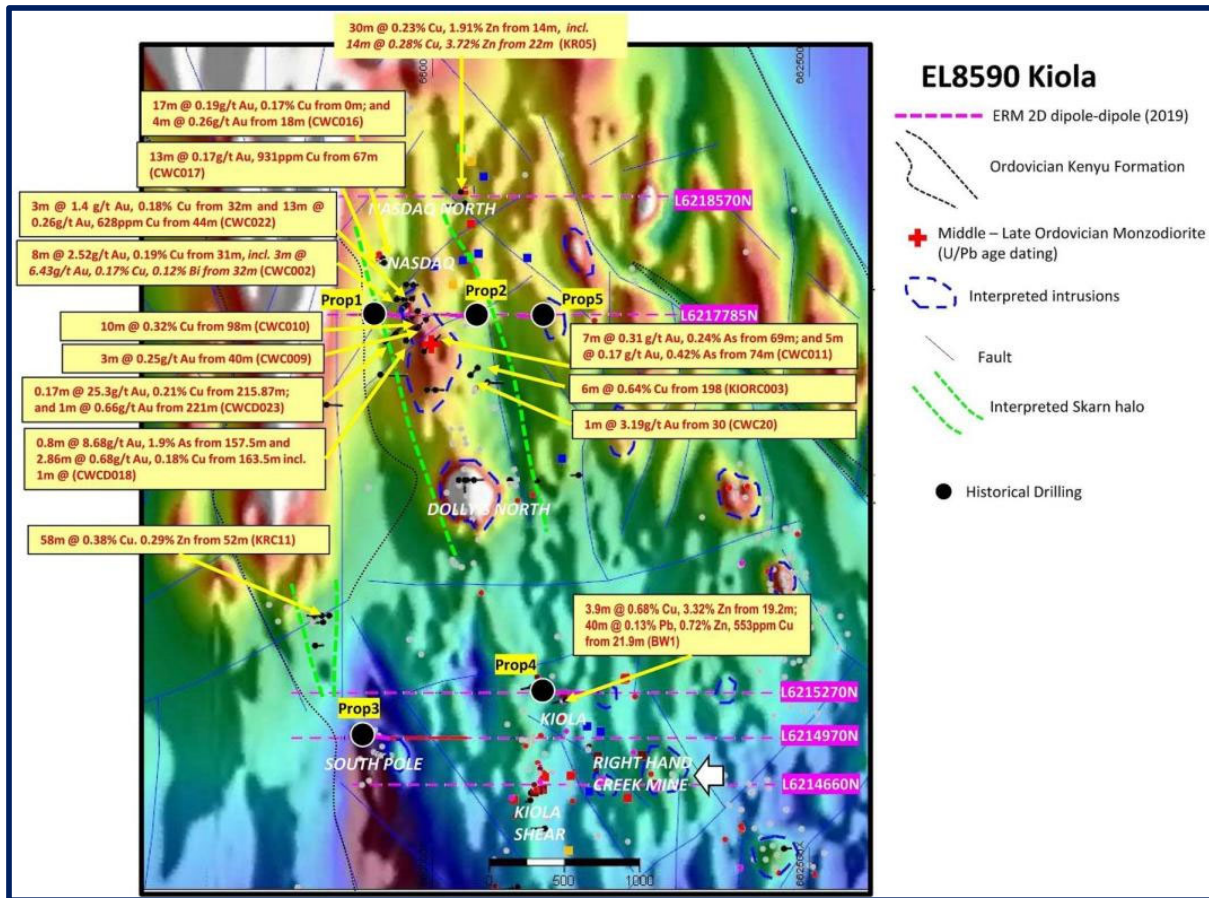 30m @ 0.23% Cu, 1.91% Zn from 14m, incl.
14m @ 0.28% Cu, 3.72% Zn from 22m (KR05)
662500
17m @ 0.19g/t Au, 0.17% Cu from 0m; and
4m @ 0.26g/t Au from 18m (CWC016)
13m @ 0.17g/t Au, 931ppm Cu from 67m
(CWC017)
3m @ 1.4 g/t Au, 0.18% Cu from 32m and 13m @
0.26g/t Au, 628ppm Cu from 44m (CWC022)
8m @ 2.52g/t Au, 0.19% Cu from 31m, incl. 3m @
6.43g/t Au, 0.17% Cu, 0.12% Bi from 32m (CWC002)
10m @ 0.32% Cu from 98m (CWC010)
3m @ 0.25g/t Au from 40m (CWC009)
0.17m @ 25.3g/t Au, 0.21% Cu from 215.87m;
and 1m @ 0.66g/t Au from 221m (CWCD023)
0.8m @ 8.68g/t Au, 1.9% As from 157.5m and
2.86m @ 0.68g/t Au, 0.18% Cu from 163.5m incl.
1m @ (CWCD018)
58m @ 0.38% Cu. 0.29% Zn from 52m (KRC11)
NASDAQ NORTH
L6218570N
NASDAQ
Prop1
Prop2
Prop5
L6217785N
7m @ 0.31 g/t Au, 0.24% As from 69m; and 5m
@ 0.17 g/t Au, 0.42% As from 74m (CWC011)
6m @ 0.64% Cu from 198 (KIORC003)
1m @ 3.19g/t Au from 30 (CWC20)
DOLLY'S NORTH
3.9m @ 0.68% Cu, 3.32% Zn from 19.2m;
40m @ 0.13% Pb, 0.72% Zn, 553ppm Cu
from 21.9m (BW1)
Prop4
L6215270N
KIOLA
Prop3
L6214970N
SOUTH POLE
RIGHT HAND
CREEK MINE
L6214660N
KIOLA
SHEAR
0 500 1000
662500
EL8590 Kiola
ERM 2D dipole-dipole (2019)
Ordovician Kenyu Formation
Middle – Late Ordovician Monzodiorite
(U/Pb age dating)
Interpreted intrusions
Fault
Interpreted Skarn halo
Historical Drilling